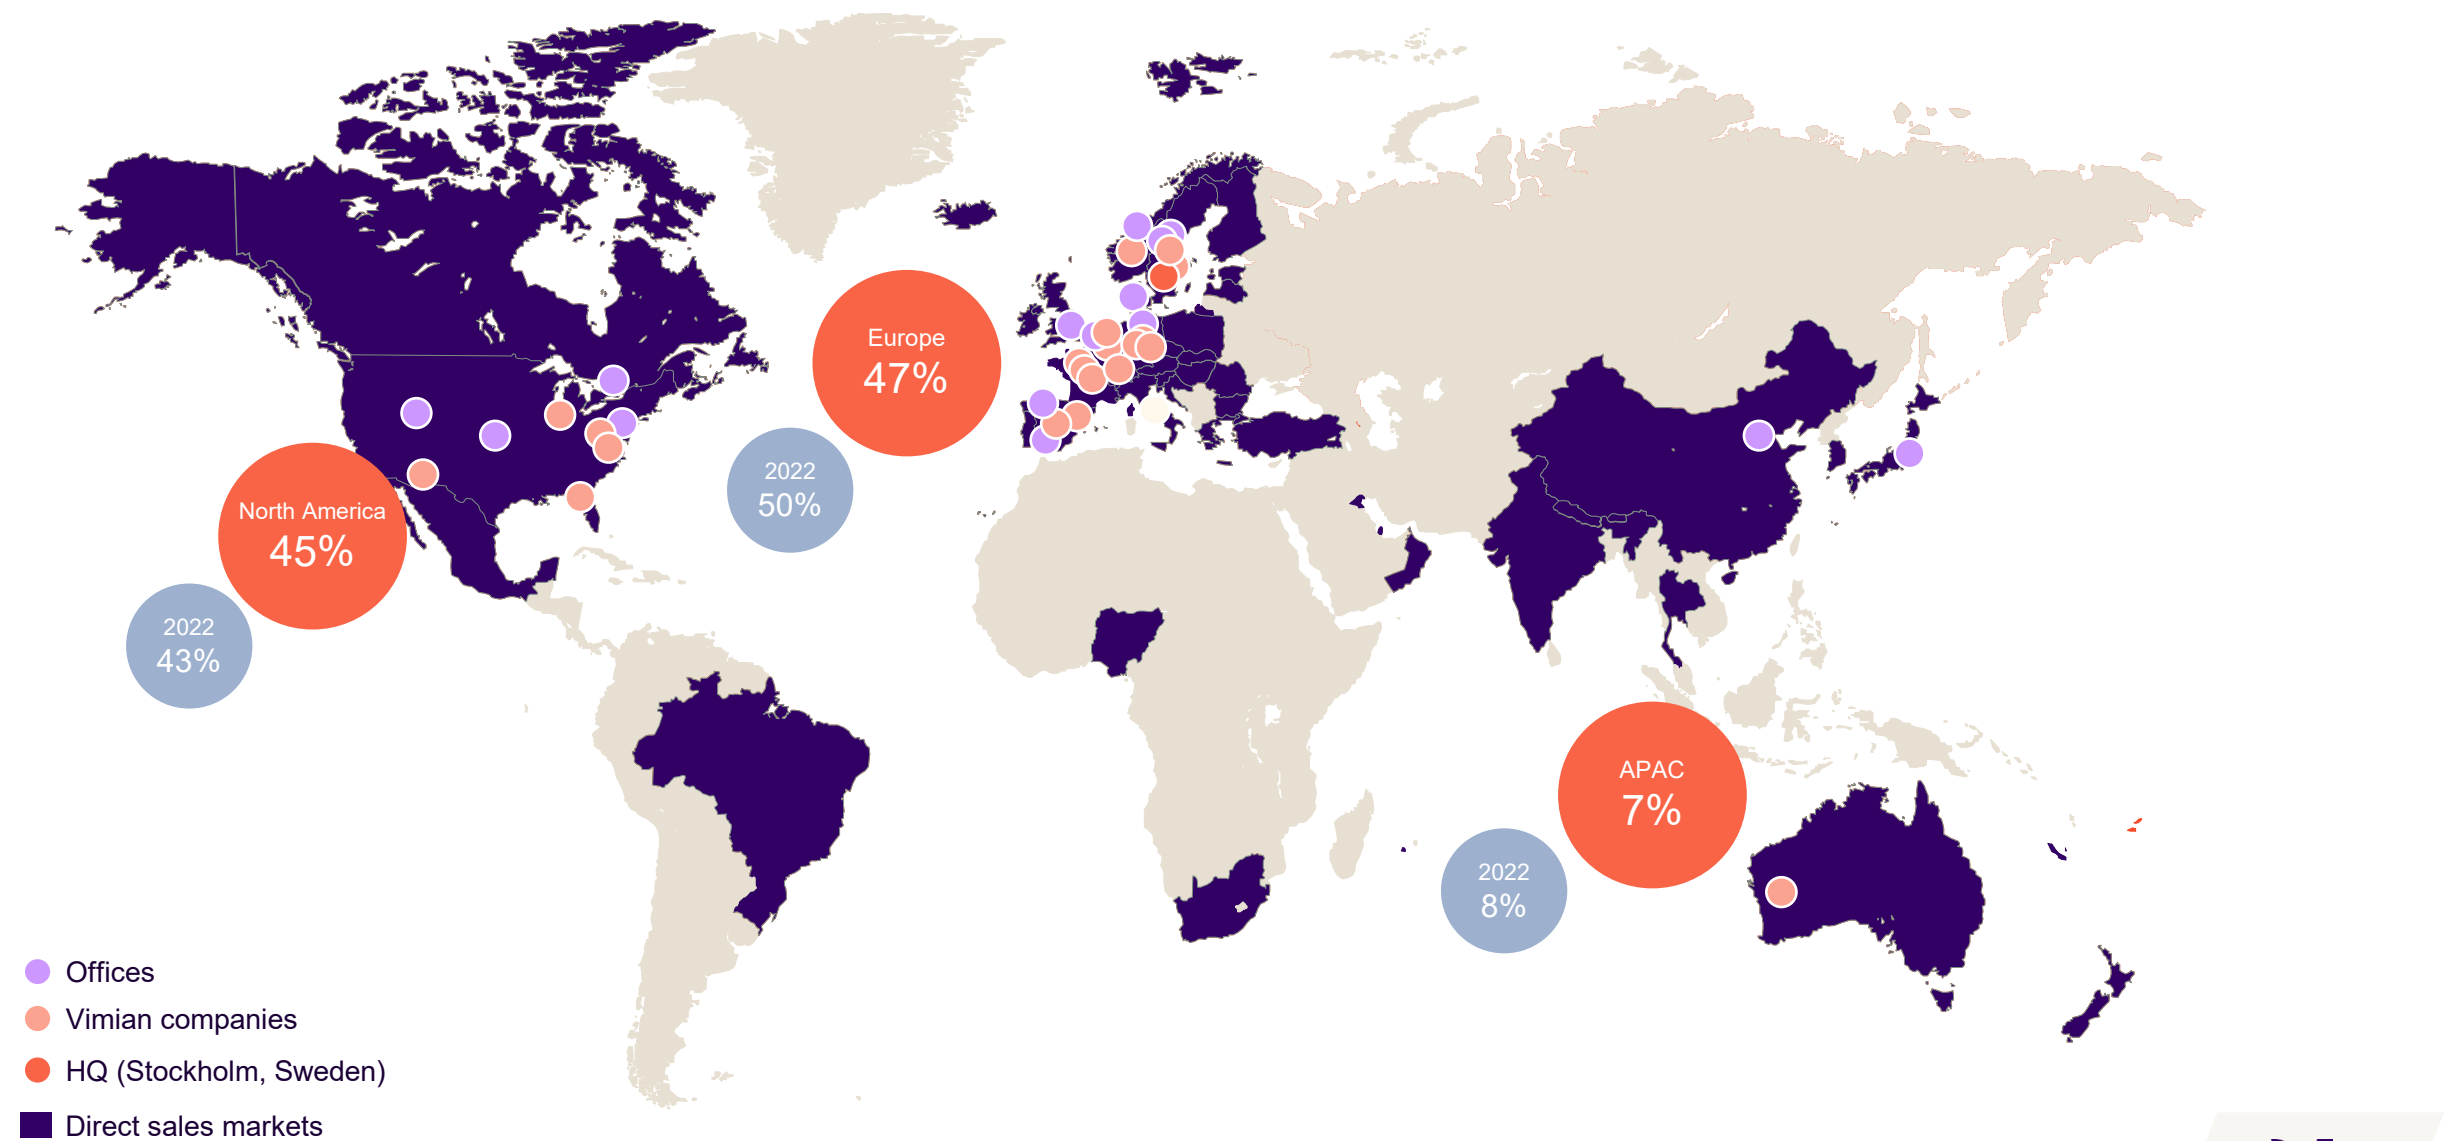 Europe
47%
2022
50%
North America
45%
2022
43%
APAC
7%
2022
8%
Offices
Vimian companies
HQ (Stockholm, Sweden)
Direct sales markets